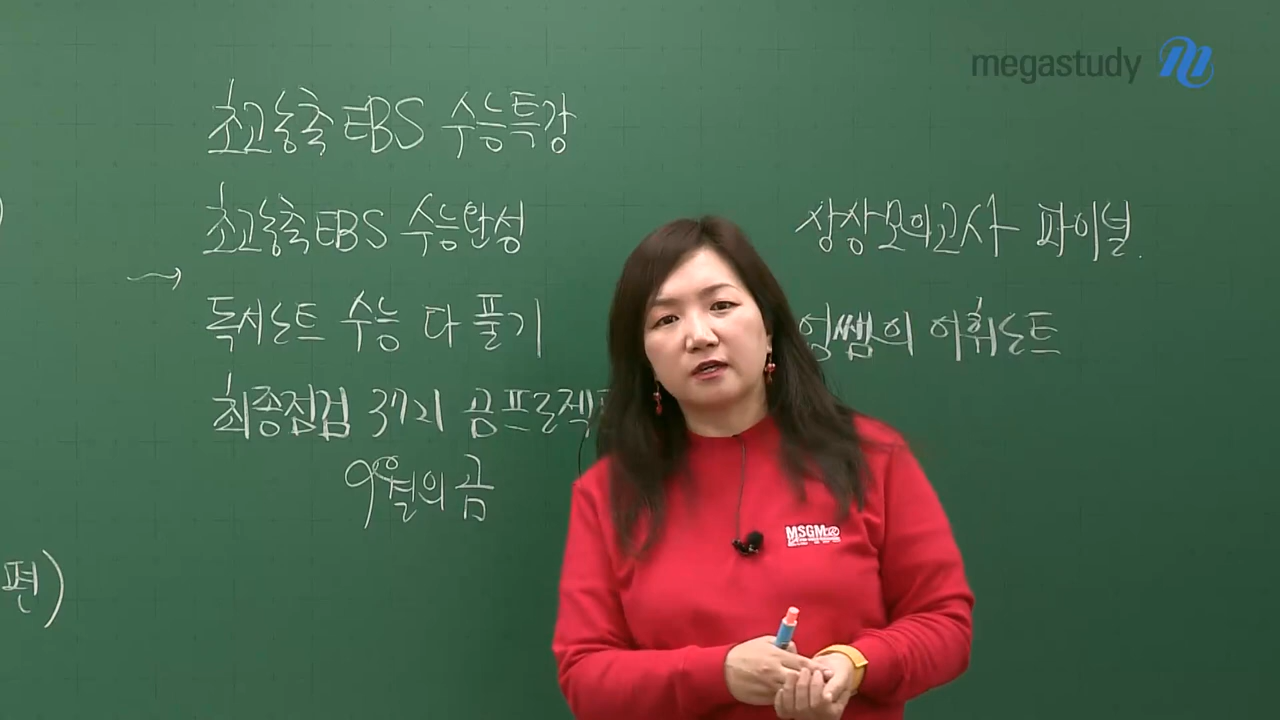 megastudy
초고농축 EBS 수능특강
초고농축 EBS 수능완성
상상모의고사 파이널.
→
독서노트 수능 다 풀기
엉쌤의 어휘노트
최종점검 37과 곰프로젝트
9월의 곰
편)
MSGM